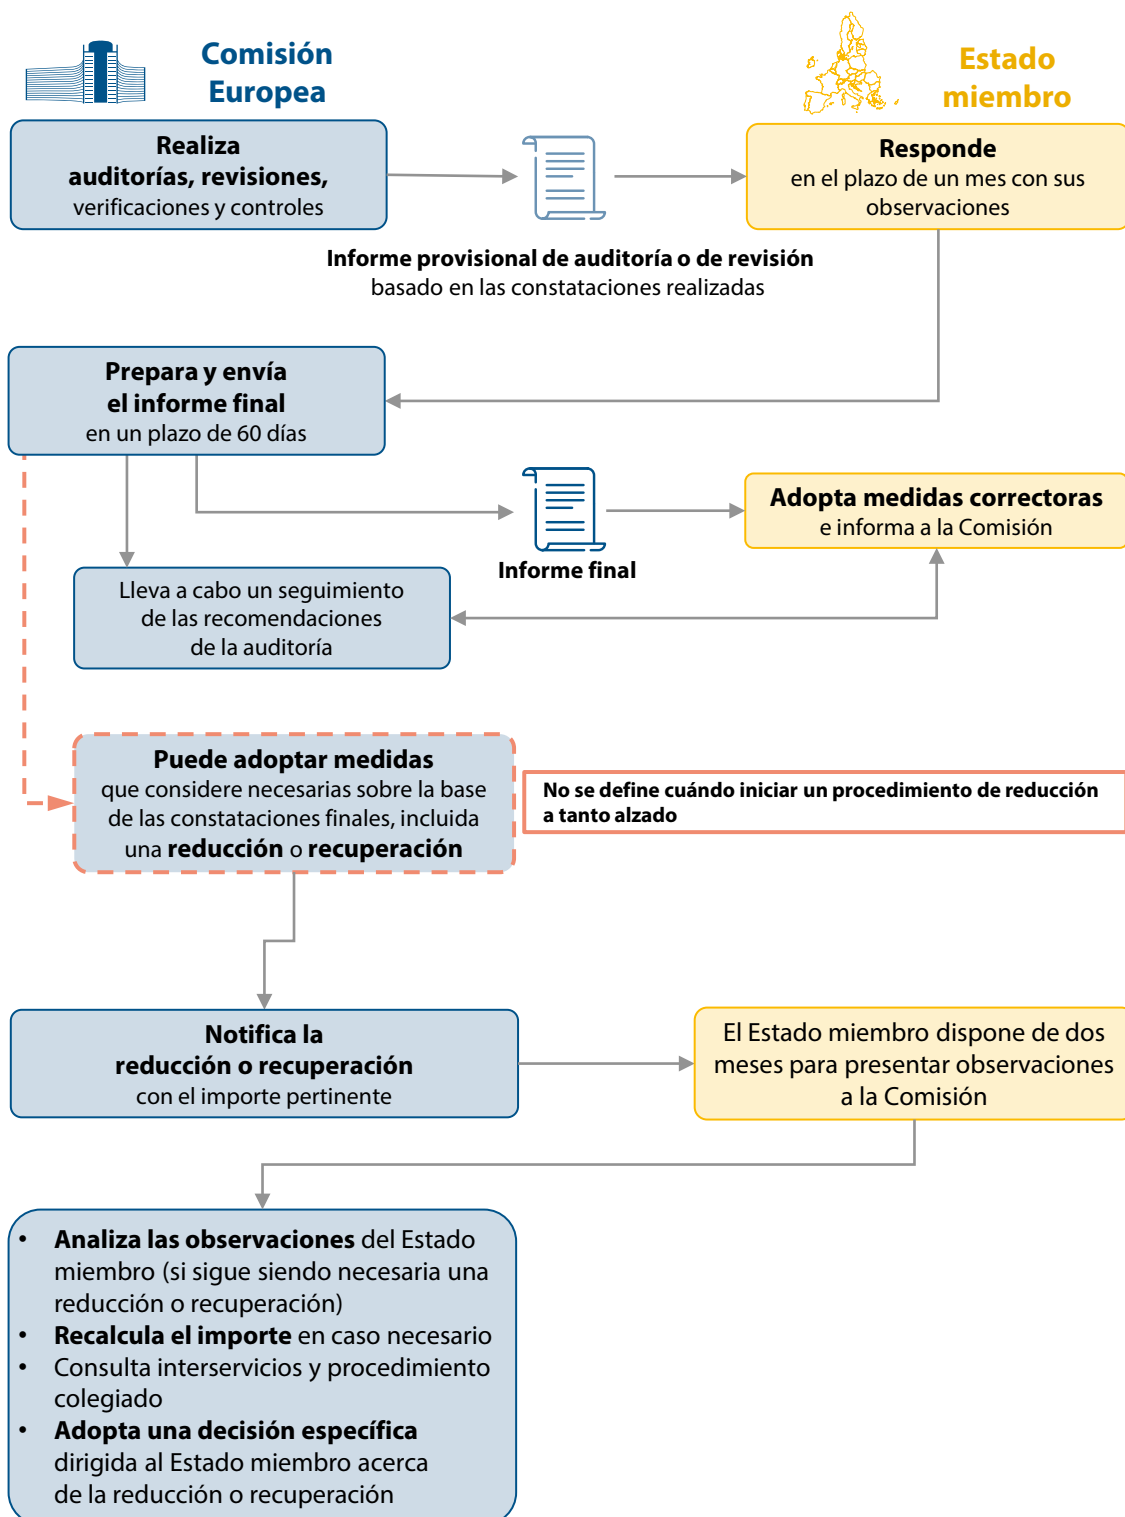 Comisión
Europea
Estado
miembro
Realiza
auditorías, revisiones,
verificaciones y controles
Responde
en el plazo de un mes con sus
observaciones
Informe provisional de auditoría o de revisión
basado en las constataciones realizadas
Prepara y envía
el informe final
en un plazo de 60 días
Informe final
Adopta medidas correctoras
e informa a la Comisión
Lleva a cabo un seguimiento
de las recomendaciones
de la auditoría
Puede adoptar medidas
que considere necesarias sobre la base
de las constataciones finales, incluida
una reducción o recuperación
No se define cuándo iniciar un procedimiento de reducción
a tanto alzado
Notifica la
reducción o recuperación
con el importe pertinente
El Estado miembro dispone de dos
meses para presentar observaciones
a la Comisión
• Analiza las observaciones del Estado
miembro (si sigue siendo necesaria una
reducción o recuperación)
• Recalcula el importe en caso necesario
• Consulta interservicios y procedimiento
colegiado
• Adopta una decisión específica
dirigida al Estado miembro acerca
de la reducción o recuperación